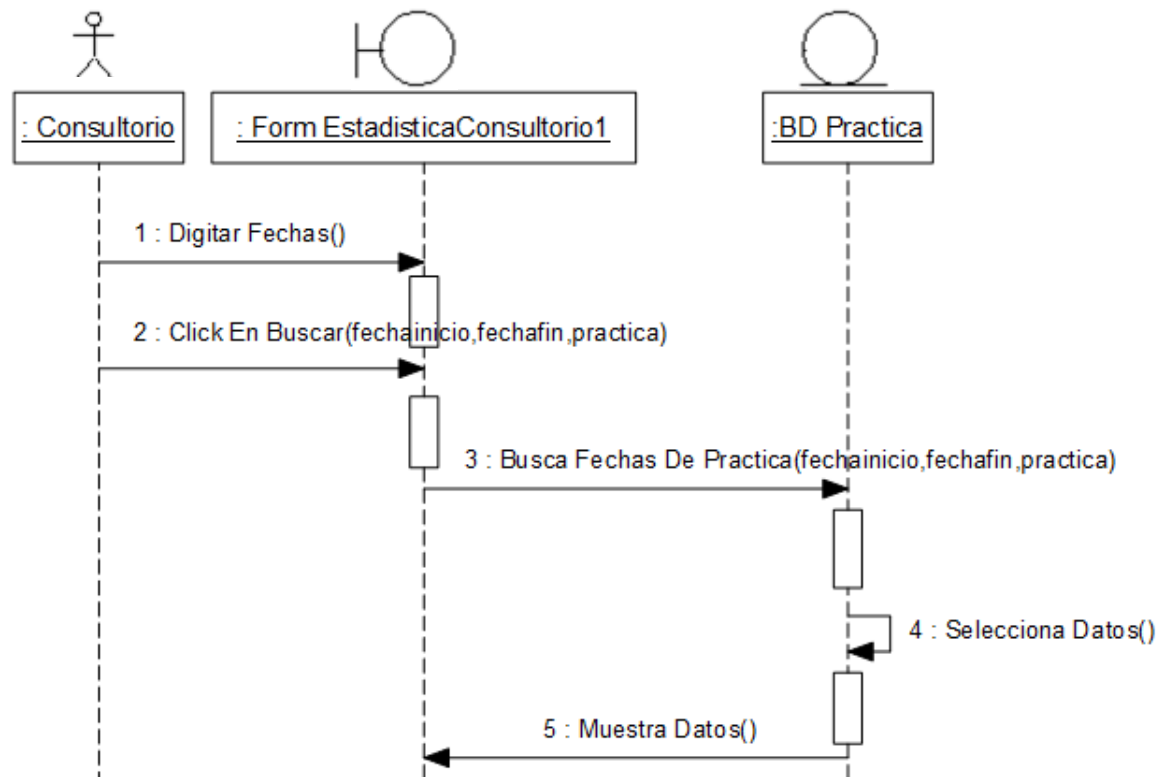 : Consultorio
: Form EstadisticaConsultorio1
:BD Practica
1 : Digitar Fechas()
2 : Click En Buscar(fechainicio,fechafin,practica)
3 : Busca Fechas De Practica(fechainicio,fechafin,practica)
4 : Selecciona Datos()
5 : Muestra Datos()